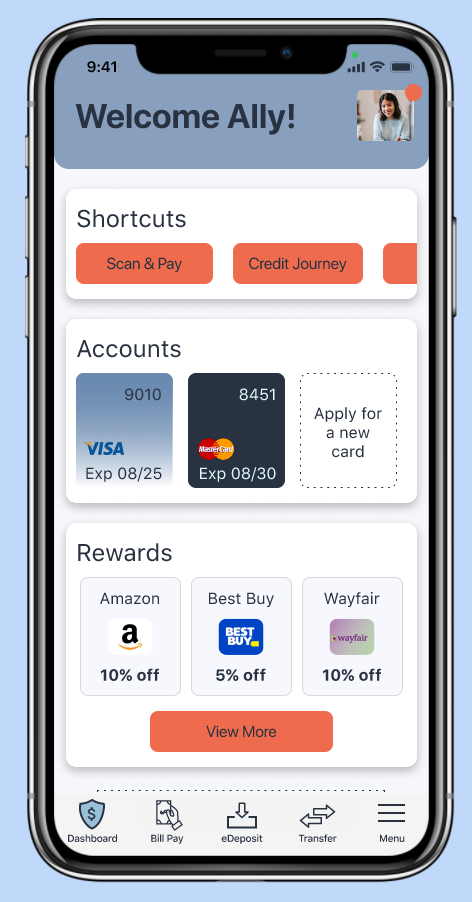 9:41
Welcome Ally!
Shortcuts
Scan & Pay
Credit Journey
Accounts
9010
VISA
Exp 08/25
8451
MasterCard
Exp 08/30
Apply for
a new
card
Rewards
Amazon
a
10% off
Best Buy
BEST
BUY
5% off
Wayfair
wayfair
10% off
View More
$
Dashboard
Bill Pay
eDeposit
Transfer
Menu